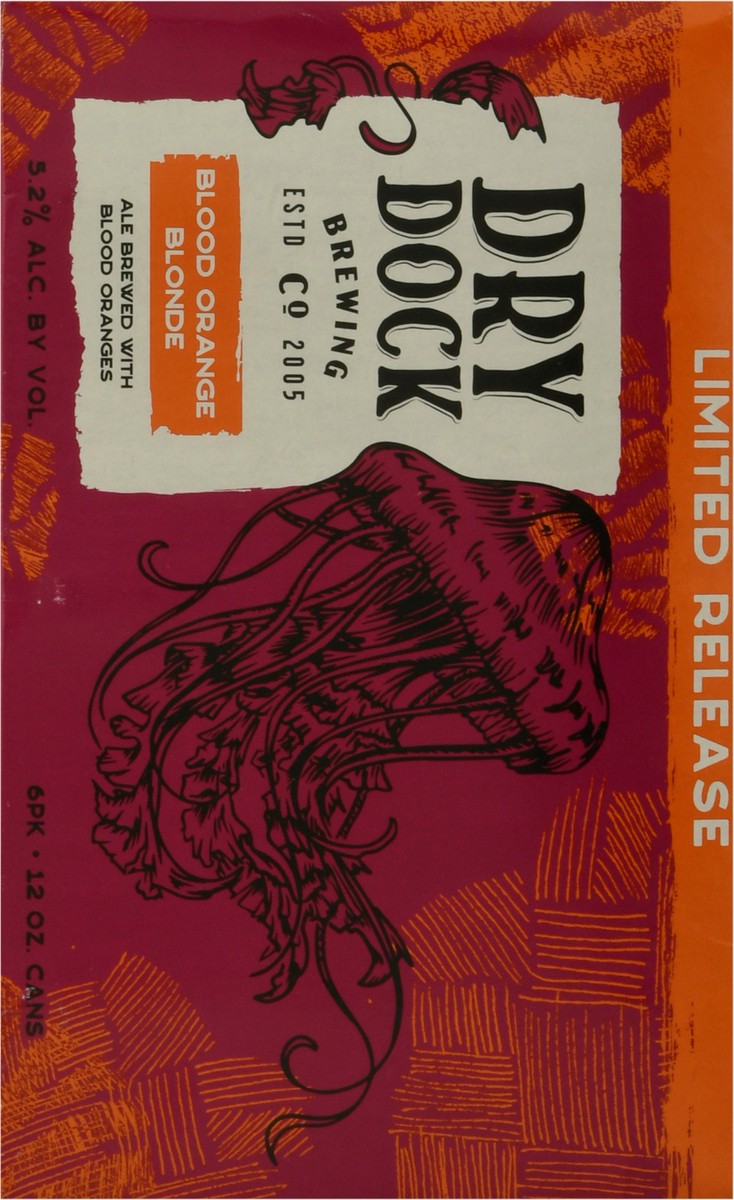 LIMITED RELEASE
DRY
DOCK
BREWING
ESTD CO 2005
BLOOD ORANGE
BLONDE
ALE BREWED WITH
BLOOD ORANGES
5.2% ALC. BY VOL.
6PK • 12 OZ. CANS